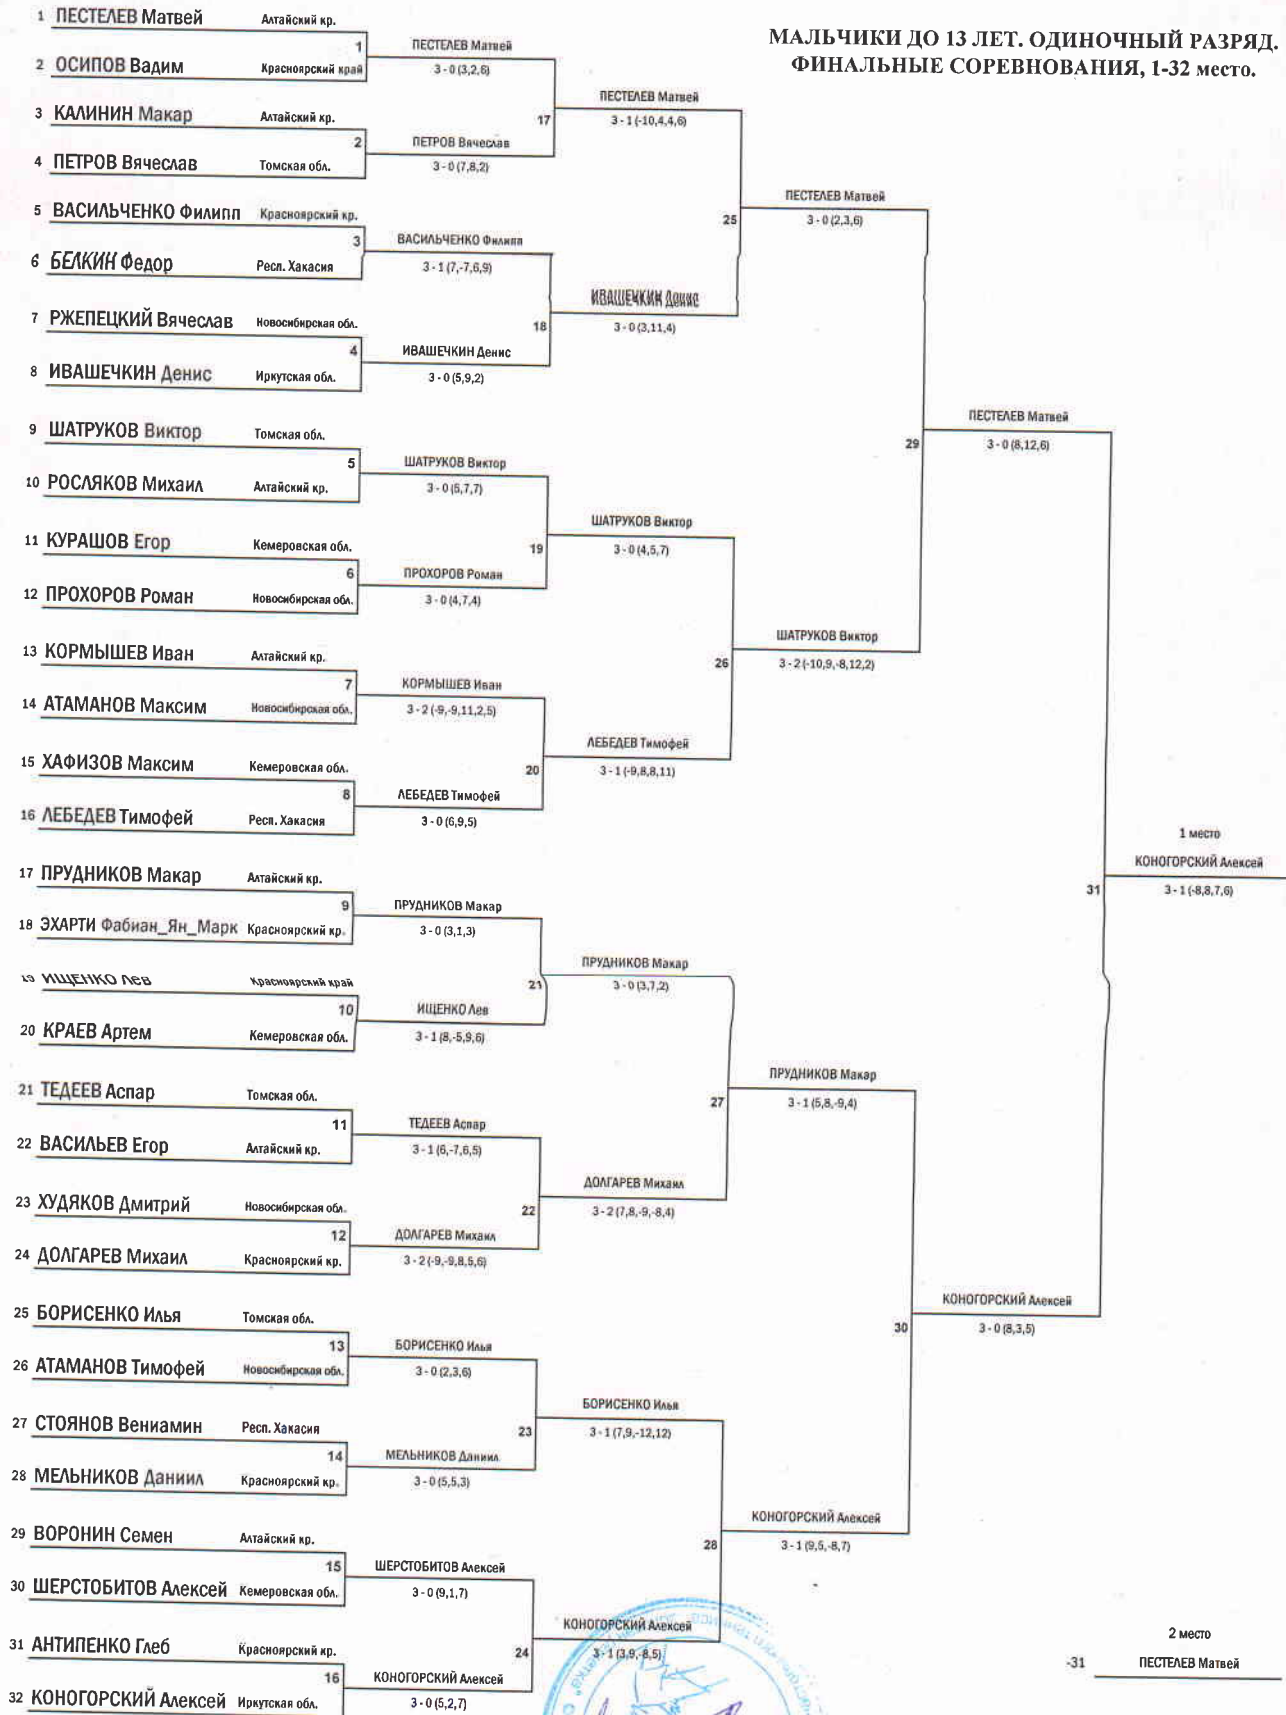 МАЛЬЧИКИ ДО 13 ЛЕТ. ОДИНОЧНЫЙ РАЗРЯД.
ФИНАЛЬНЫЕ СОРЕВНОВАНИЯ, 1-32 место.
1 ПЕСТЕЛЕВ Матвей Алтайский кр.
2 ОСИПОВ Вадим Красноярский край
3 КАЛИНИН Макар Алтайский кр.
4 ПЕТРОВ Вячеслав Томская обл.
5 ВАСИЛЬЧЕНКО Филипп Красноярский кр.
6 БЕЛКИН Федор Респ. Хакасия
7 РЖЕПЕЦКИЙ Вячеслав Новосибирская обл.
8 ИВАШЕЧКИН Денис Иркутская обл.
9 ШАТРУКОВ Виктор Томская обл.
10 РОСЛЯКОВ Михаил Алтайский кр.
11 КУРАШОВ Егор Кемеровская обл.
12 ПРОХОРОВ Роман Новосибирская обл.
13 КОРМЫШЕВ Иван Алтайский кр.
14 АТАМАНОВ Максим Новосибирская обл.
15 ХАФИЗОВ Максим Кемеровская обл.
16 ЛЕБЕДЕВ Тимофей Респ. Хакасия
17 ПРУДНИКОВ Макар Алтайский кр.
18 ЭХАРТИ Фабиан_Ян_Марк Красноярский кр.
19 ИЩЕНКО Лев Красноярский край
20 КРАЕВ Артем Кемеровская обл.
21 ТЕДЕЕВ Аспар Томская обл.
22 ВАСИЛЬЕВ Егор Алтайский кр.
23 ХУДЯКОВ Дмитрий Новосибирская обл.
24 ДОЛГАРЕВ Михаил Красноярский кр.
25 БОРИСЕНКО Илья Томская обл.
26 АТАМАНОВ Тимофей Новосибирская обл.
27 СТОЯНОВ Вениамин Респ. Хакасия
28 МЕЛЬНИКОВ Даниил Красноярский кр.
29 ВОРОНИН Семен Алтайский кр.
30 ШЕРСТОБИТОВ Алексей Кемеровская обл.
31 АНТИПЕНКО Глеб Красноярский кр.
32 КОНОГОРСКИЙ Алексей Иркутская обл.
1 ПЕСТЕЛЕВ Матвей
3 - 0 (3,2,6)
2 ПЕТРОВ Вячеслав
3 - 0 (7,8,2)
3 ВАСИЛЬЧЕНКО Филипп
3 - 1 (7,-7,6,9)
4 ИВАШЕЧКИН Денис
3 - 0 (5,9,2)
5 ШАТРУКОВ Виктор
3 - 0 (5,7,7)
6 ПРОХОРОВ Роман
3 - 0 (4,7,4)
7 КОРМЫШЕВ Иван
3 - 2 (-9,-9,11,2,5)
8 ЛЕБЕДЕВ Тимофей
3 - 0 (6,9,5)
9 ПРУДНИКОВ Макар
3 - 0 (3,1,3)
10 ИЩЕНКО Лев
3 - 1 (8,-5,9,6)
11 ТЕДЕЕВ Аспар
3 - 1 (6,-7,6,5)
12 ДОЛГАРЕВ Михаил
3 - 2 (-9,-9,8,5,6)
13 БОРИСЕНКО Илья
3 - 0 (2,3,6)
14 МЕЛЬНИКОВ Даниил
3 - 0 (5,5,3)
15 ШЕРСТОБИТОВ Алексей
3 - 0 (9,1,7)
16 КОНОГОРСКИЙ Алексей
3 - 0 (5,2,7)
17 ПЕСТЕЛЕВ Матвей
3 - 1 (-10,4,4,6)
18 ИВАШЕЧКИН Денис
3 - 0 (3,11,4)
19 ШАТРУКОВ Виктор
3 - 0 (4,5,7)
20 ЛЕБЕДЕВ Тимофей
3 - 1 (-9,8,8,11)
21 ПРУДНИКОВ Макар
3 - 0 (3,7,2)
22 ДОЛГАРЕВ Михаил
3 - 2 (7,8,-9,-8,4)
23 БОРИСЕНКО Илья
3 - 1 (7,9,-12,12)
24 КОНОГОРСКИЙ Алексей
3 - 1 (3,9,-8,5)
25 ПЕСТЕЛЕВ Матвей
3 - 0 (2,3,6)
26 ШАТРУКОВ Виктор
3 - 2 (-10,9,-8,12,2)
27 ПРУДНИКОВ Макар
3 - 1 (5,8,-9,4)
28 КОНОГОРСКИЙ Алексей
3 - 1 (9,5,-8,7)
29 ПЕСТЕЛЕВ Матвей
3 - 0 (8,12,6)
30 КОНОГОРСКИЙ Алексей
3 - 0 (8,3,5)
1 место
31 КОНОГОРСКИЙ Алексей
3 - 1 (-8,8,7,6)
2 место
-31 ПЕСТЕЛЕВ Матвей